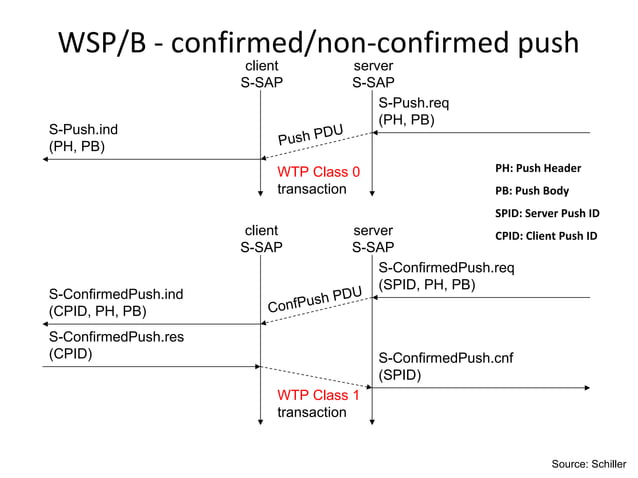 WSP/B - confirmed/non-confirmed push
client
S-SAP
server
S-SAP
S-Push.req
(PH, PB)
S-Push.ind
(PH, PB)
Push PDU
WTP Class 0
transaction
PH: Push Header
PB: Push Body
SPID: Server Push ID
CPID: Client Push ID
client
S-SAP
server
S-SAP
S-ConfirmedPush.req
(SPID, PH, PB)
S-ConfirmedPush.ind
(CPID, PH, PB)
ConfPush PDU
S-ConfirmedPush.res
(CPID)
S-ConfirmedPush.cnf
(SPID)
WTP Class 1
transaction
Source: Schiller